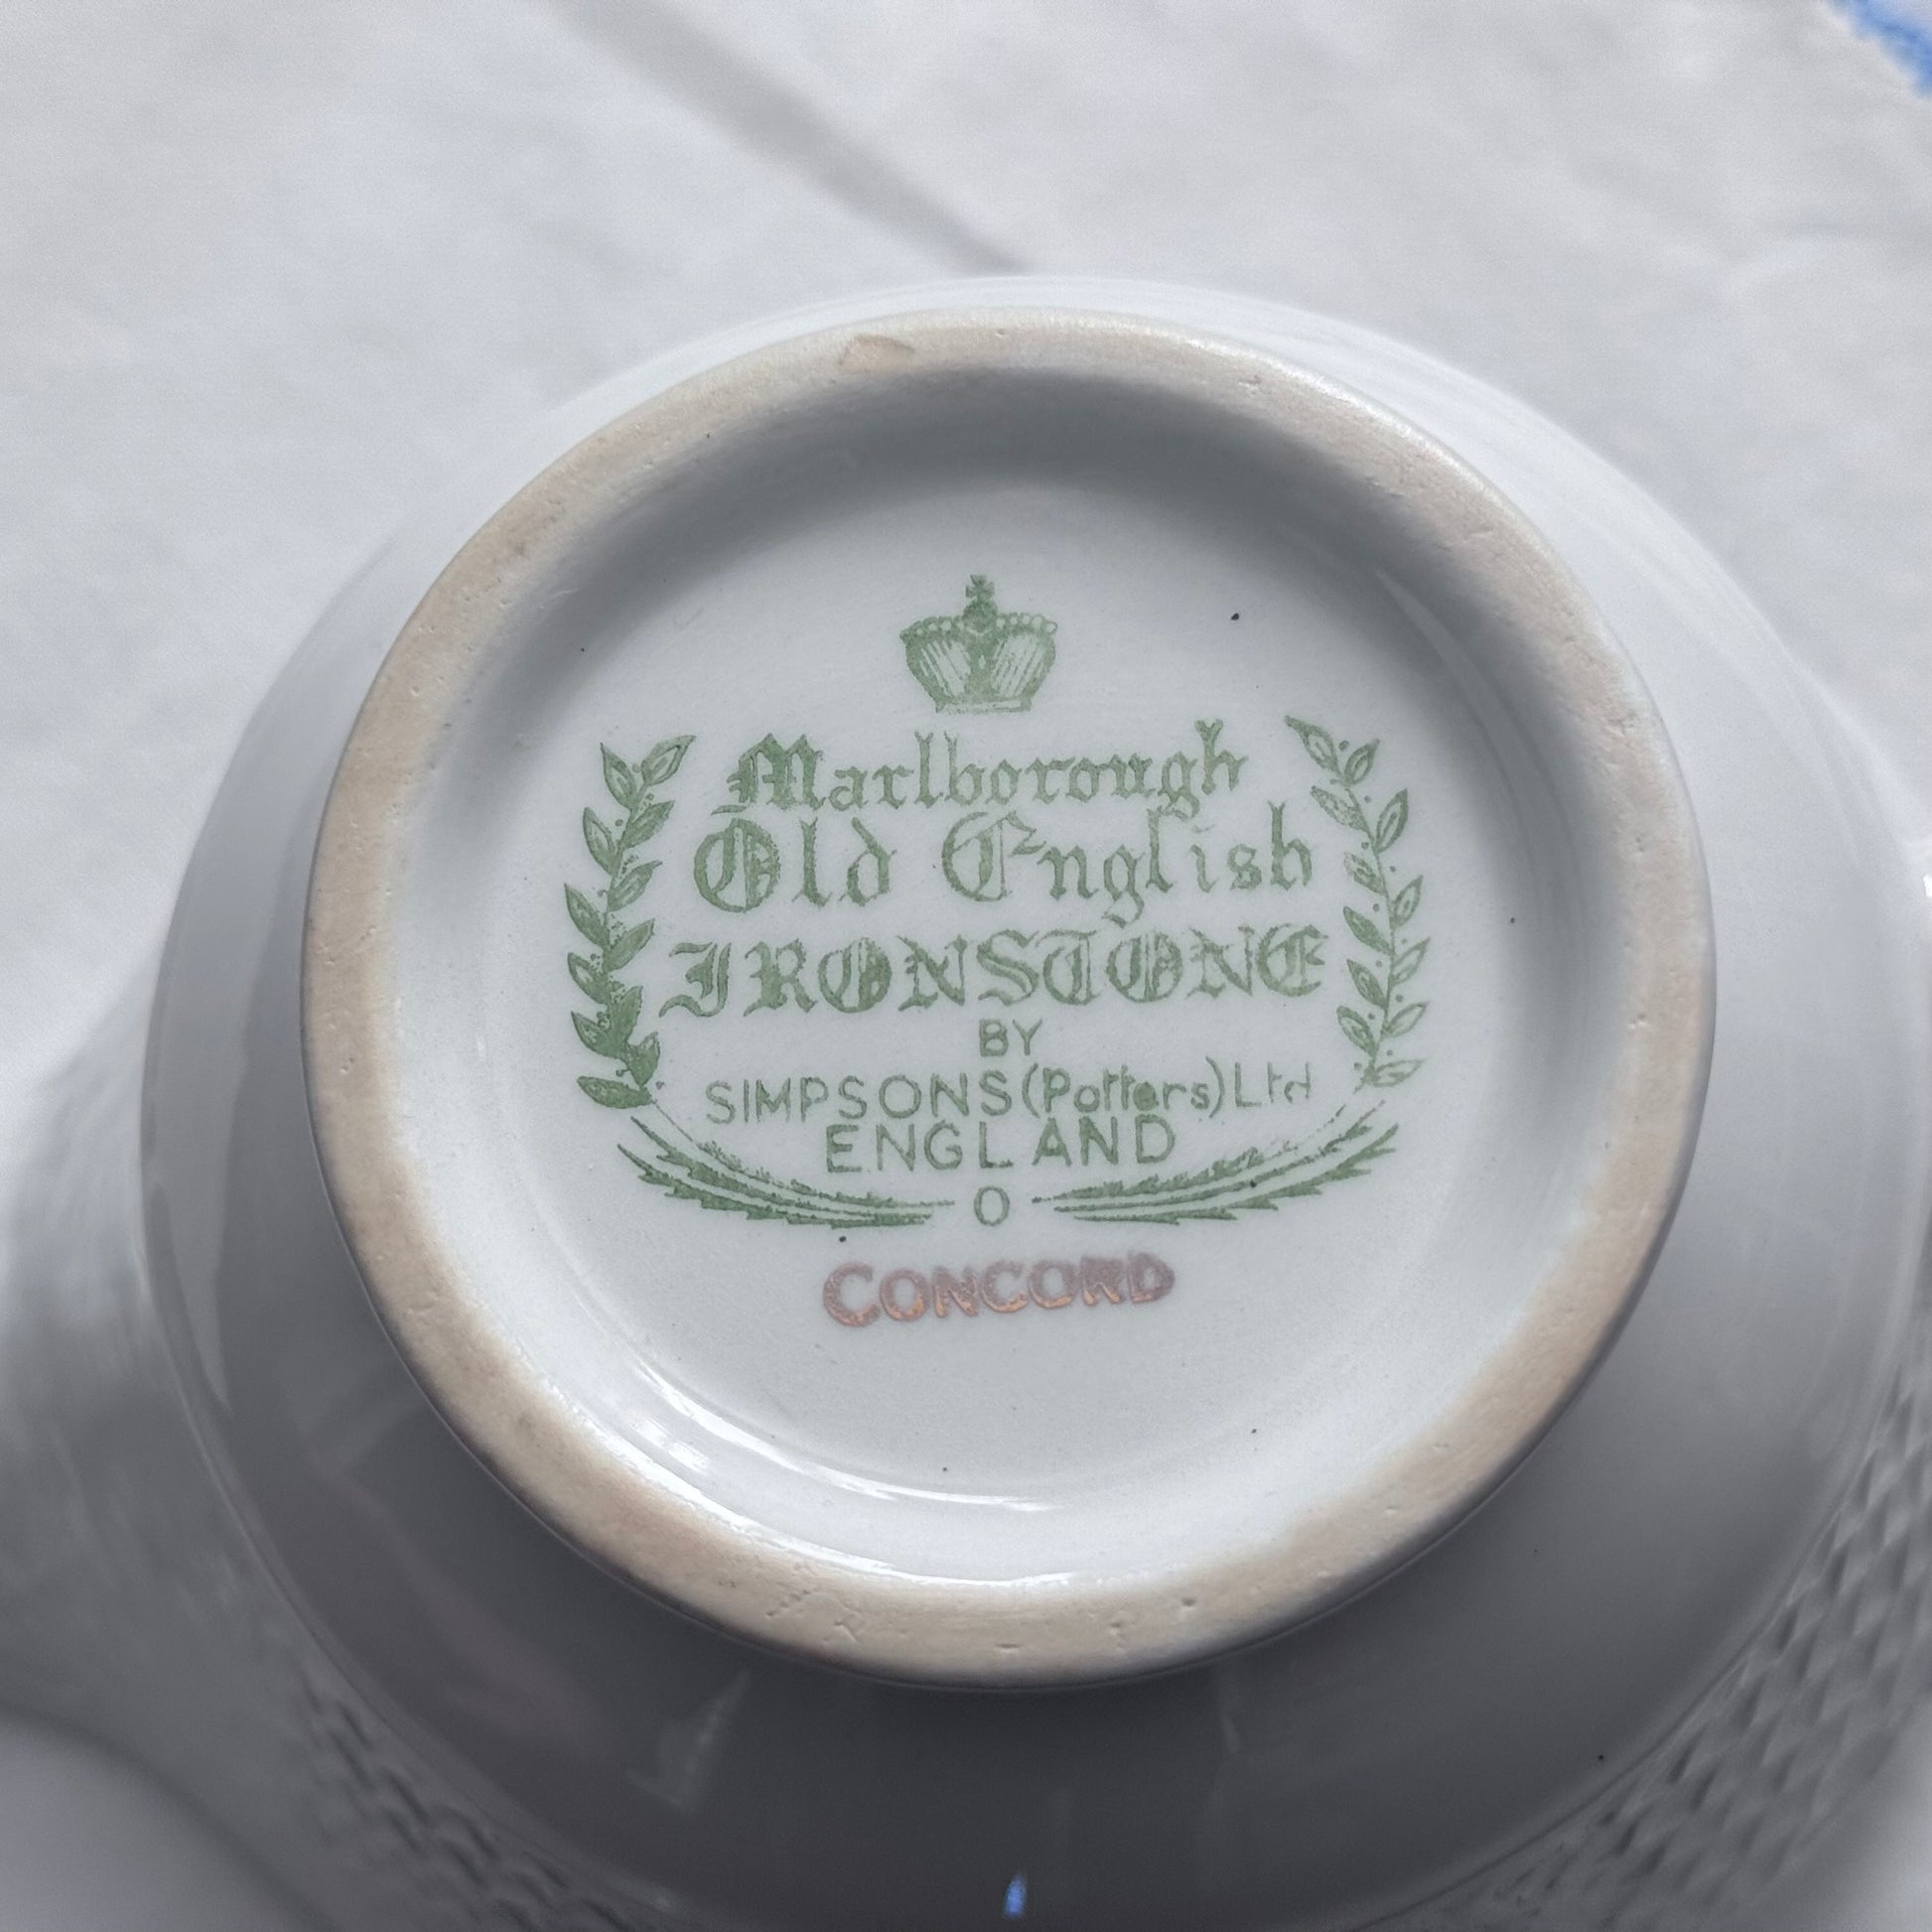 Marlborough
Old English
IRONSTONE
BY
SIMPSONS (Potters) Ltd
ENGLAND
O
CONCORD